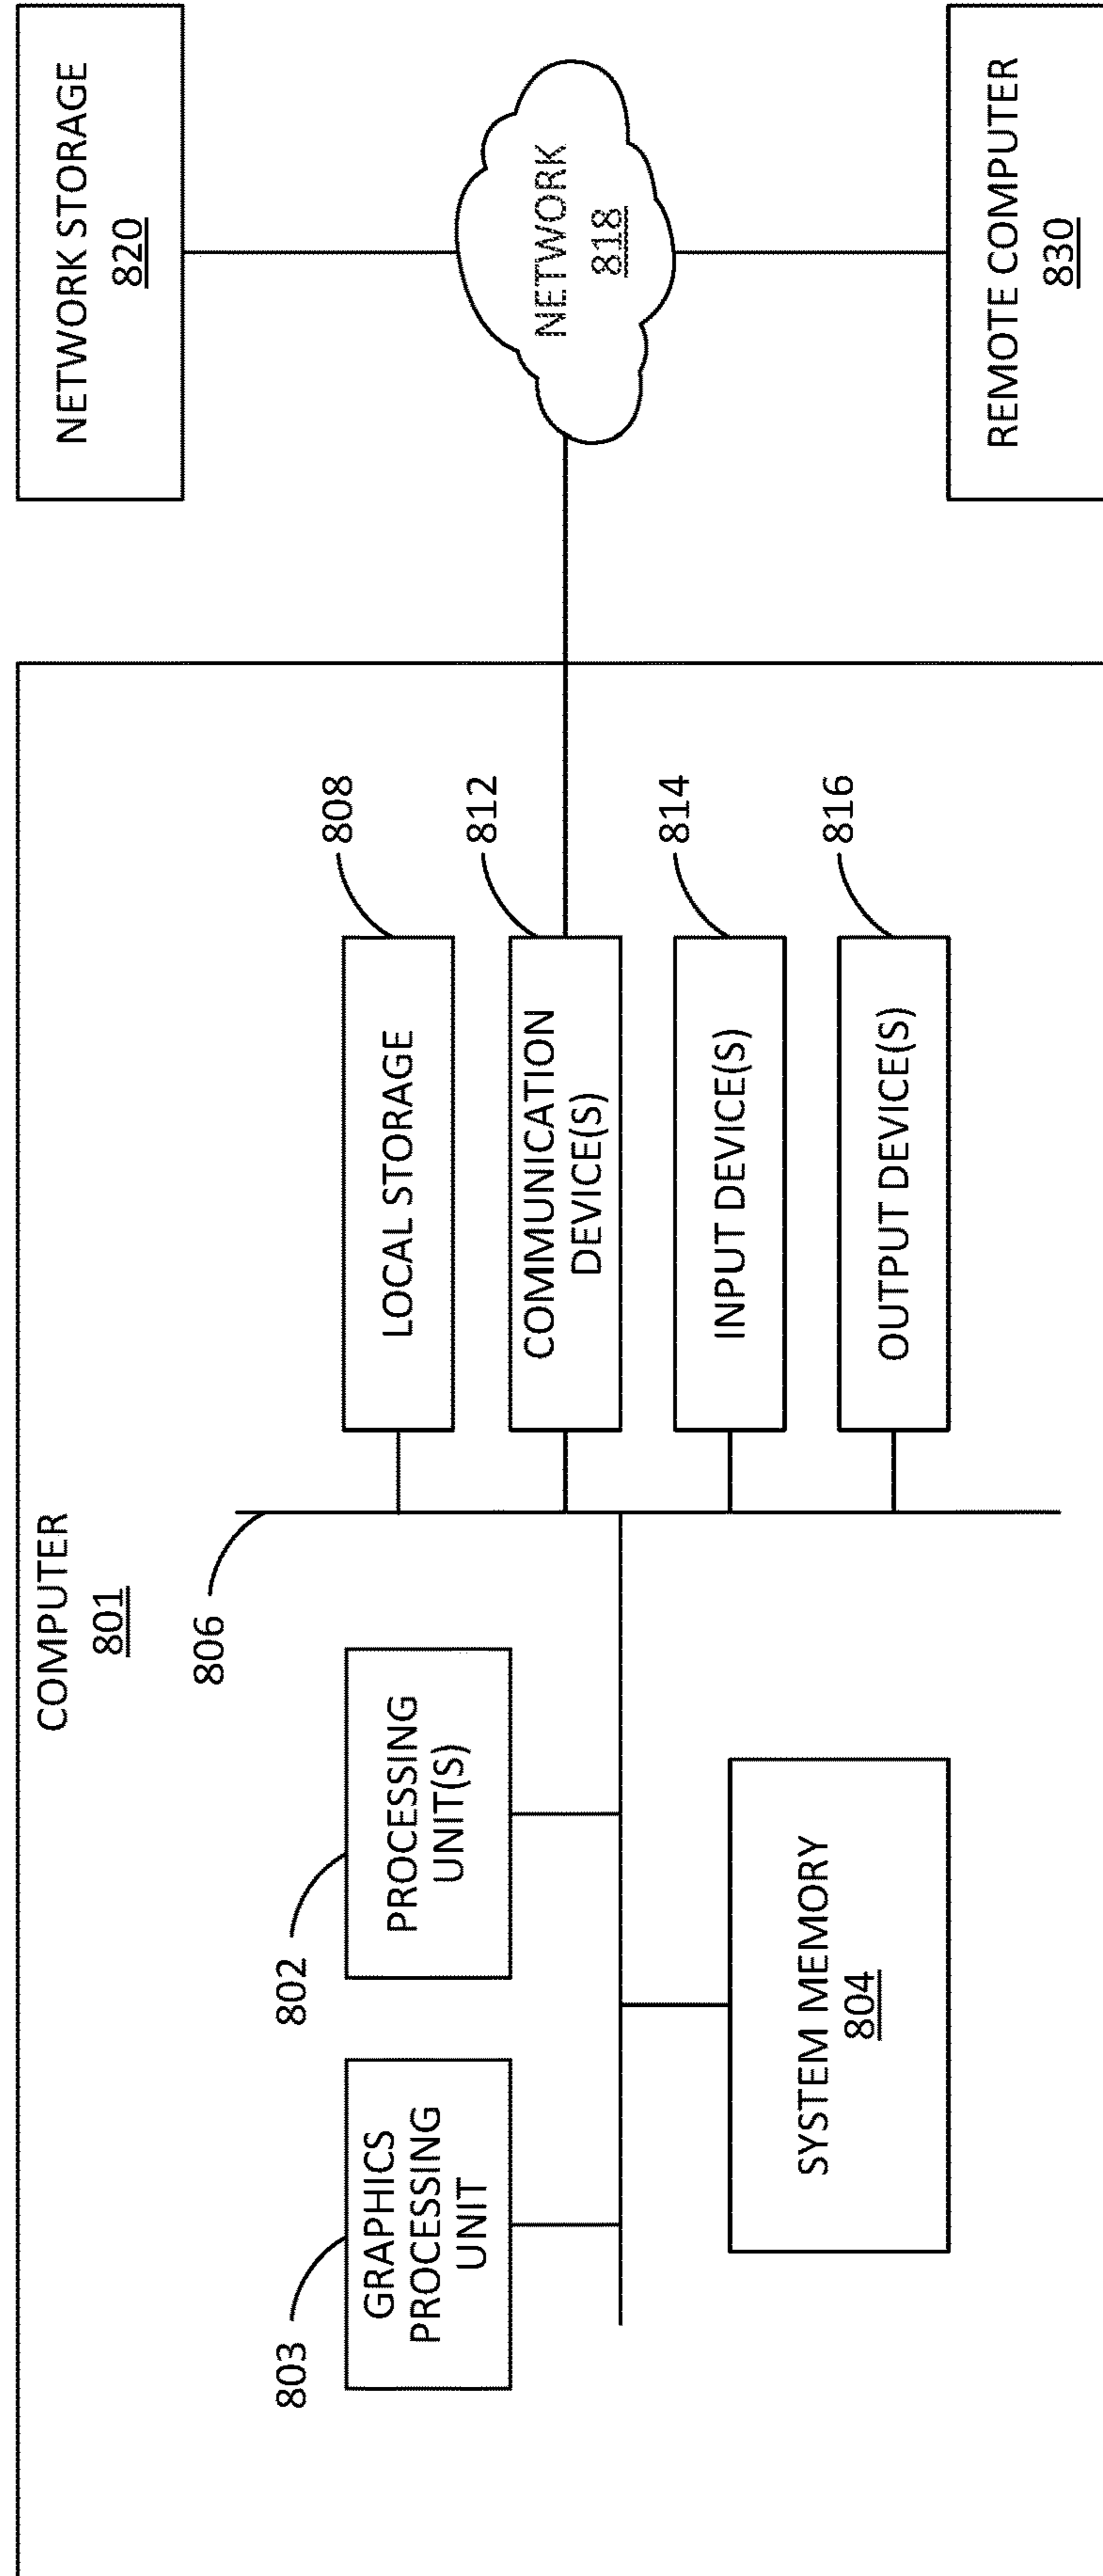 COMPUTER
801
806
802
PROCESSING
UNIT(S)
803
GRAPHICS
PROCESSING
UNIT
SYSTEM MEMORY
804
808
LOCAL STORAGE
812
COMMUNICATION
DEVICE(S)
814
INPUT DEVICE(S)
816
OUTPUT DEVICE(S)
NETWORK STORAGE
820
NETWORK
818
REMOTE COMPUTER
830